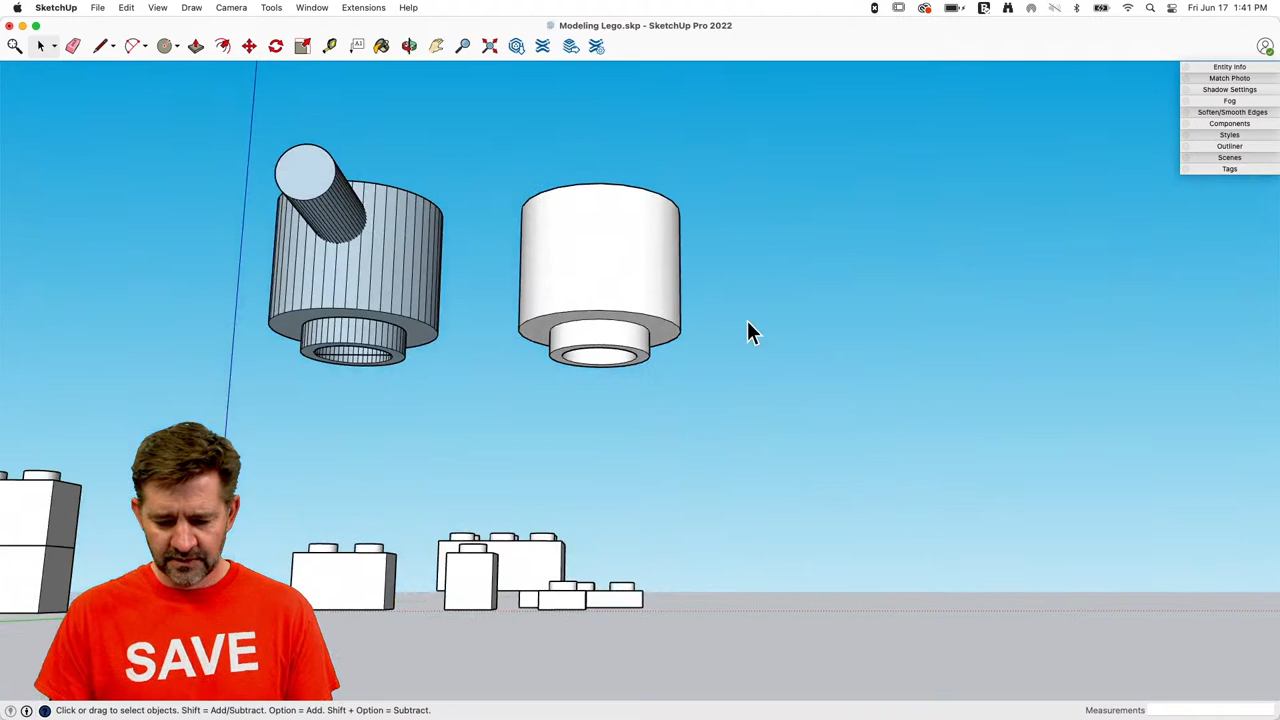 SketchUp File Edit View Draw Camera Tools Window Extensions Help Fri Jun 17 1:41 PM
Modeling Lego.skp - SketchUp Pro 2022
Entity Info
Match Photo
Shadow Settings
Fog
Soften/Smooth Edges
Components
Styles
Outliner
Scenes
Tags
SAVE
Click or drag to select objects. Shift = Add/Subtract. Option = Add. Shift + Option = Subtract. Measurements